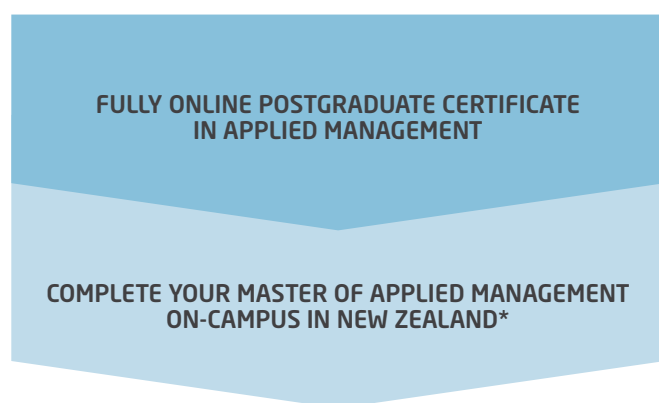 FULLY ONLINE POSTGRADUATE CERTIFICATE
IN APPLIED MANAGEMENT
COMPLETE YOUR MASTER OF APPLIED MANAGEMENT
ON-CAMPUS IN NEW ZEALAND*